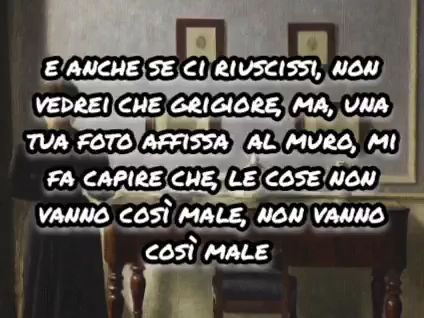 E ANCHE SE CI RIUSCISSI, NON
VEDREI CHE GRIGIORE, MA, UNA
TUA FOTO AFFISSA AL MURO, MI
FA CAPIRE CHE, LE COSE NON
VANNO COSÌ MALE, NON VANNO
COSÌ MALE